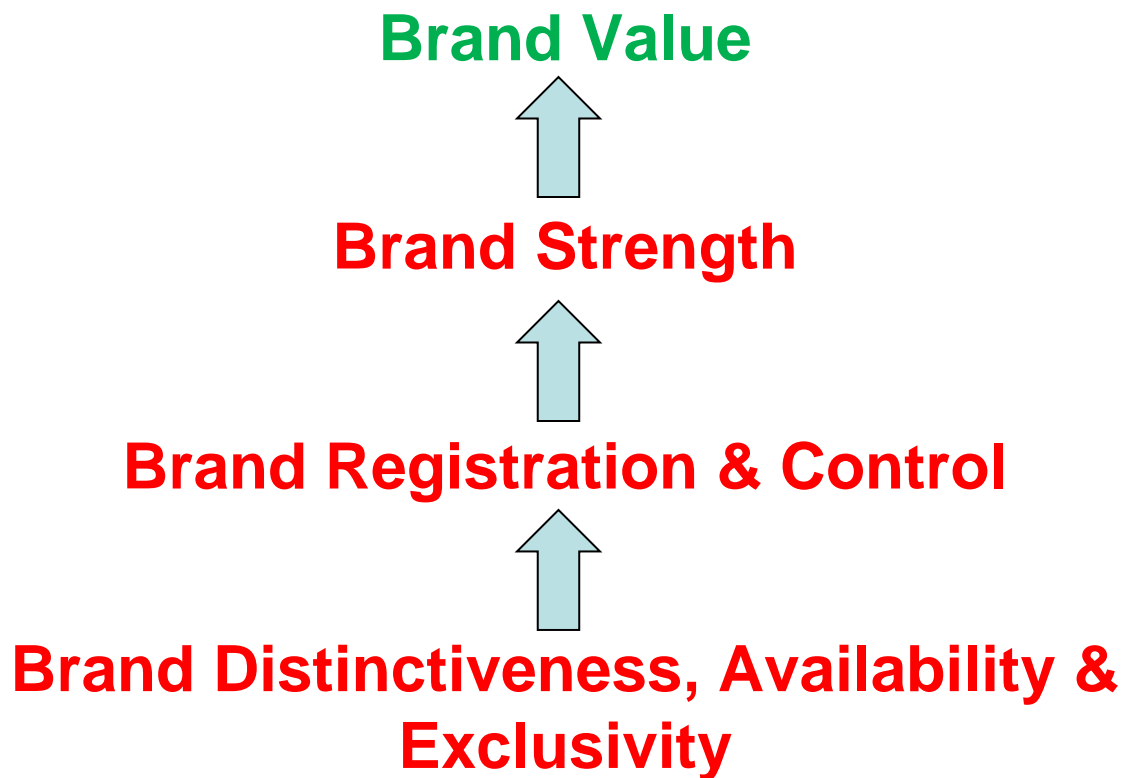 Brand Value
Brand Strength
Brand Registration & Control
Brand Distinctiveness, Availability &
Exclusivity